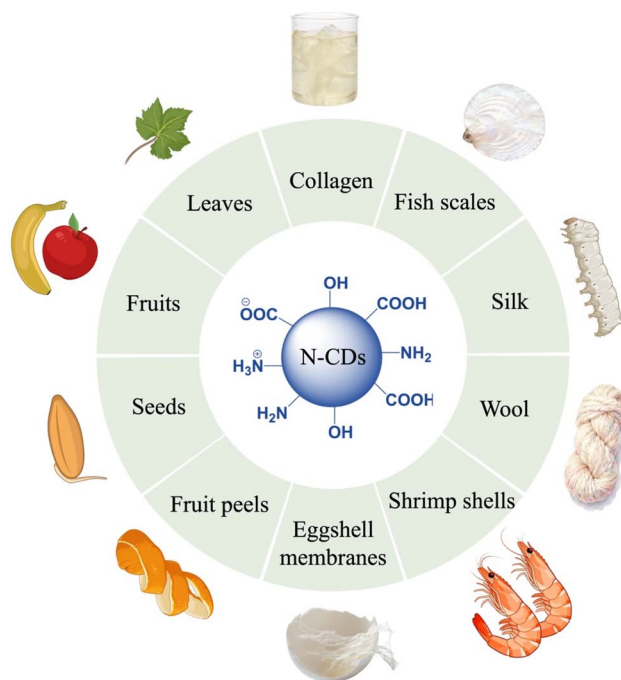 Collagen
Fish scales
Silk
Wool
Shrimp shells
Eggshell
membranes
Fruit peels
Seeds
Fruits
Leaves
OH
COOH
NH₂
COOH
OH
H₂N
H₃N⊕
⊖OOC
N-CDs